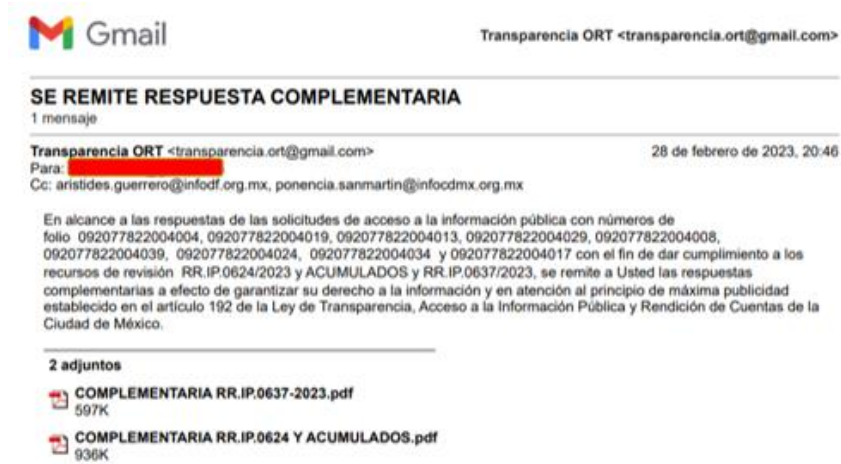 Gmail
Transparencia ORT <transparencia.ort@gmail.com>
SE REMITE RESPUESTA COMPLEMENTARIA
1 mensaje
Transparencia ORT <transparencia.ort@gmail.com>
28 de febrero de 2023, 20:46
Para:
Cc: aristides.guerrero@infodf.org.mx, ponencia.sanmartin@infocdmx.org.mx
En alcance a las respuestas de las solicitudes de acceso a la información pública con números de
folio 092077822004004, 092077822004019, 092077822004013, 092077822004029, 092077822004008,
092077822004039, 092077822004024, 092077822004034 y 092077822004017 con el fin de dar cumplimiento a los
recursos de revisión RR.IP.0624/2023 y ACUMULADOS y RR.IP.0637/2023, se remite a Usted las respuestas
complementarias a efecto de garantizar su derecho a la información y en atención al principio de máxima publicidad
establecido en el artículo 192 de la Ley de Transparencia, Acceso a la Información Pública y Rendición de Cuentas de la
Ciudad de México.
2 adjuntos
COMPLEMENTARIA RR.IP.0637-2023.pdf
597K
COMPLEMENTARIA RR.IP.0624 Y ACUMULADOS.pdf
936K